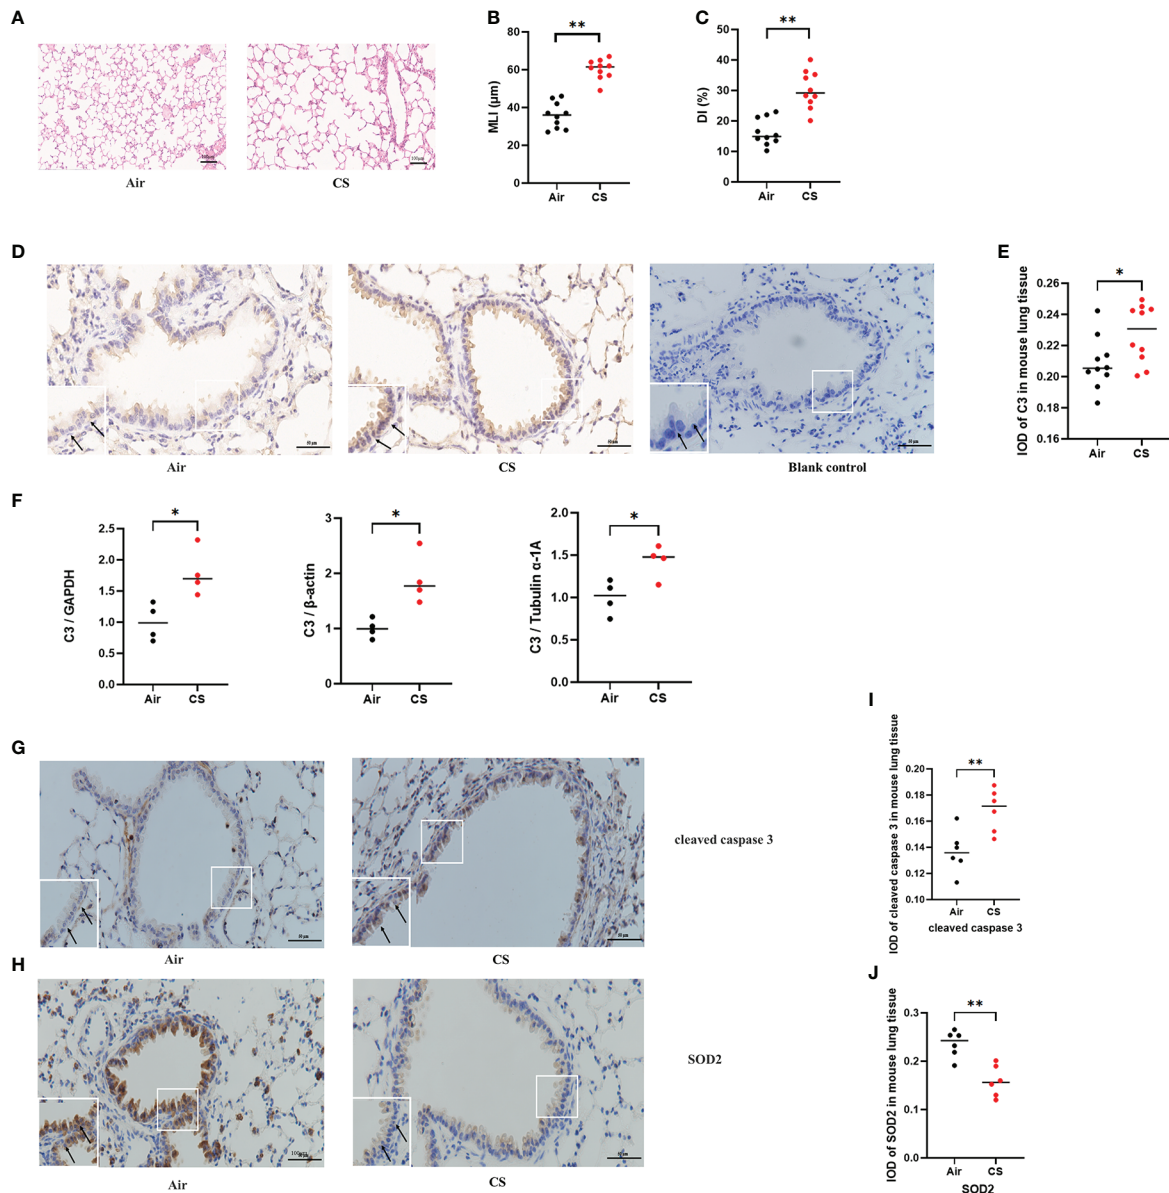 A
100μm
Air
100μm
CS
B
MLI (μm)
80
60
40
20
0
**
Air
CS
C
DI (%)
50
40
30
20
10
0
**
Air
CS
D
Air
CS
Blank control
E
IOD of C3 in mouse lung tissue
0.26
0.24
0.22
0.20
0.18
0.16
*
Air
CS
F
C3 / GAPDH
2.5
2.0
1.5
1.0
0.5
0.0
*
Air
CS
C3 / β-actin
3
2
1
0
*
Air
CS
C3 / Tubulin α-1A
2.0
1.5
1.0
0.5
0.0
*
Air
CS
G
Air
CS
cleaved caspase 3
H
100μm
Air
CS
SOD2
I
IOD of cleaved caspase 3 in mouse lung tissue
0.20
0.18
0.16
0.14
0.12
0.10
**
Air
CS
cleaved caspase 3
J
IOD of SOD2 in mouse lung tissue
0.3
0.2
0.1
0.0
**
Air
CS
SOD2